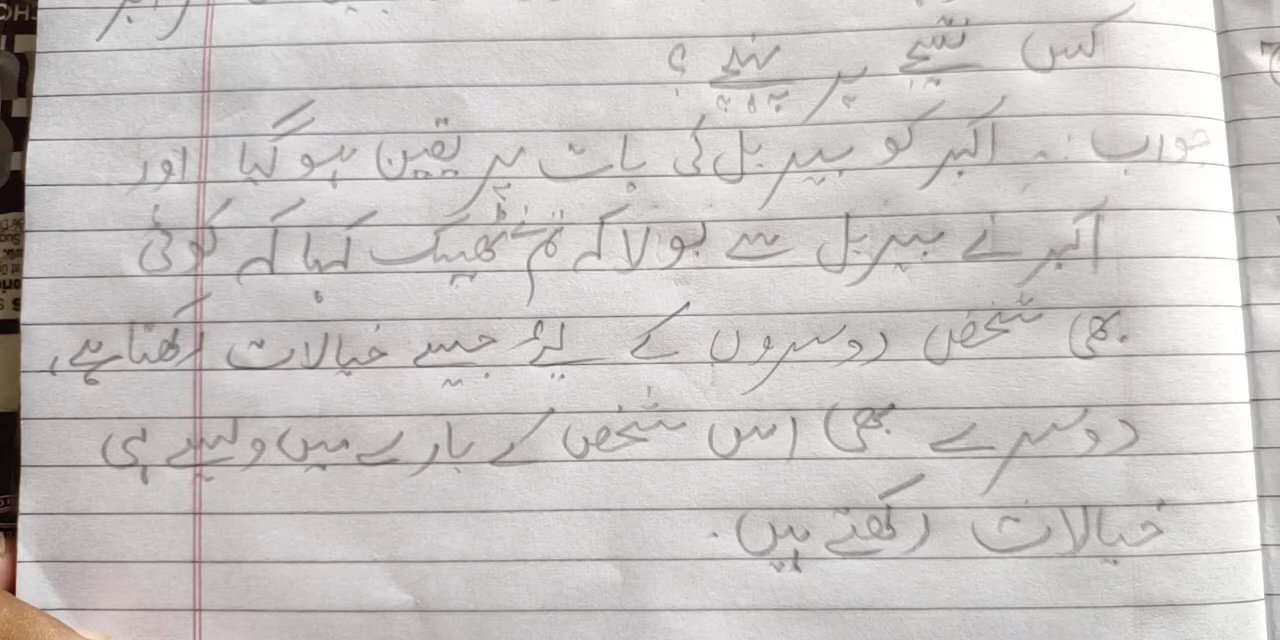 کس نتیجے پر پہنچے ؟
جواب :۔ اکبر کو بیربل کی بات پر یقین ہو گیا اور
اکبر نے بیربل سے بولا کہ تم نے ٹھیک کہا کہ کوئی
بھی شخص دوسروں کے لیے جیسے خیالات رکھتا ہے،
دوسرے بھی اس شخص کے بارے میں ویسے ہی
خیالات رکھتے ہیں۔